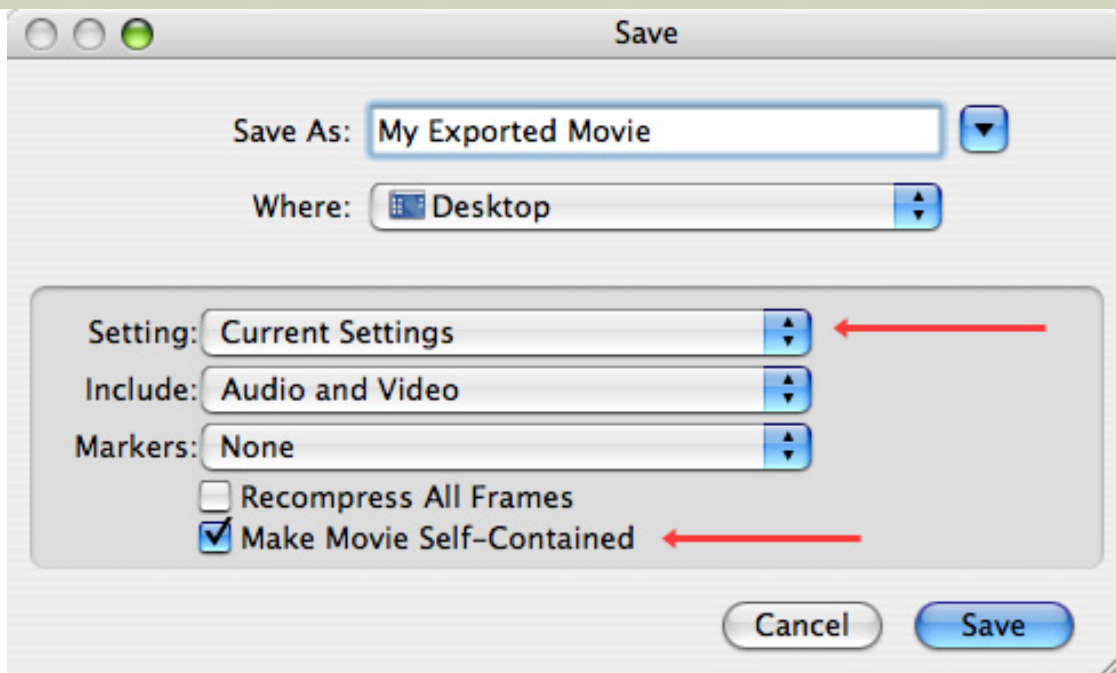 Save
Save As: My Exported Movie
Where: Desktop
Setting: Current Settings
Include: Audio and Video
Markers: None
Recompress All Frames
Make Movie Self-Contained
Cancel Save